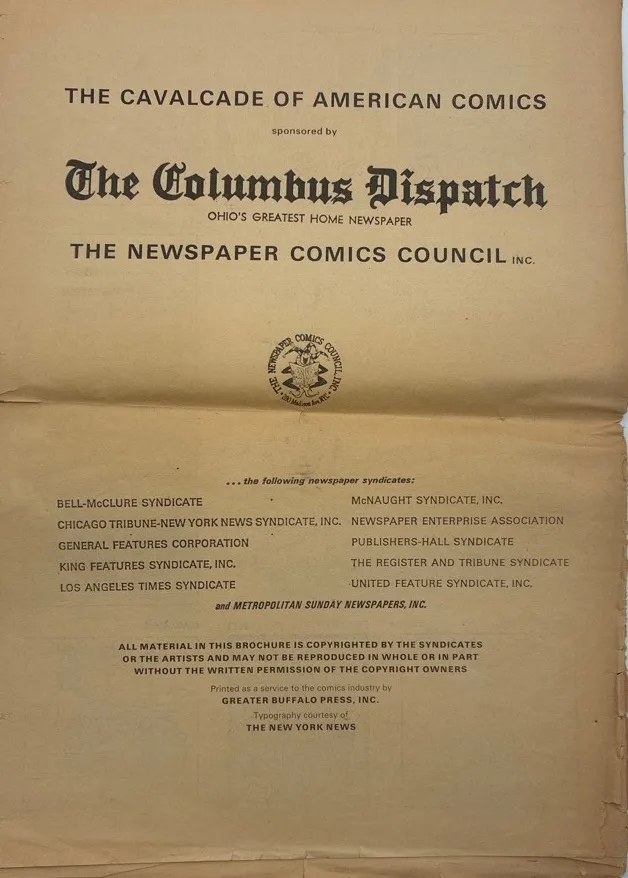 THE CAVALCADE OF AMERICAN COMICS
sponsored by
The Columbus Dispatch
OHIO'S GREATEST HOME NEWSPAPER
THE NEWSPAPER COMICS COUNCIL INC.
THE NEWSPAPER COMICS COUNCIL, INC.
Madison Ave. NYC
...the following newspaper syndicates:
BELL-McCLURE SYNDICATE
CHICAGO TRIBUNE-NEW YORK NEWS SYNDICATE, INC.
GENERAL FEATURES CORPORATION
KING FEATURES SYNDICATE, INC.
LOS ANGELES TIMES SYNDICATE
McNAUGHT SYNDICATE, INC.
NEWSPAPER ENTERPRISE ASSOCIATION
PUBLISHERS-HALL SYNDICATE
THE REGISTER AND TRIBUNE SYNDICATE
UNITED FEATURE SYNDICATE, INC.
and METROPOLITAN SUNDAY NEWSPAPERS, INC.
ALL MATERIAL IN THIS BROCHURE IS COPYRIGHTED BY THE SYNDICATES
OR THE ARTISTS AND MAY NOT BE REPRODUCED IN WHOLE OR IN PART
WITHOUT THE WRITTEN PERMISSION OF THE COPYRIGHT OWNERS
Printed as a service to the comics industry by
GREATER BUFFALO PRESS, INC.
Typography courtesy of
THE NEW YORK NEWS